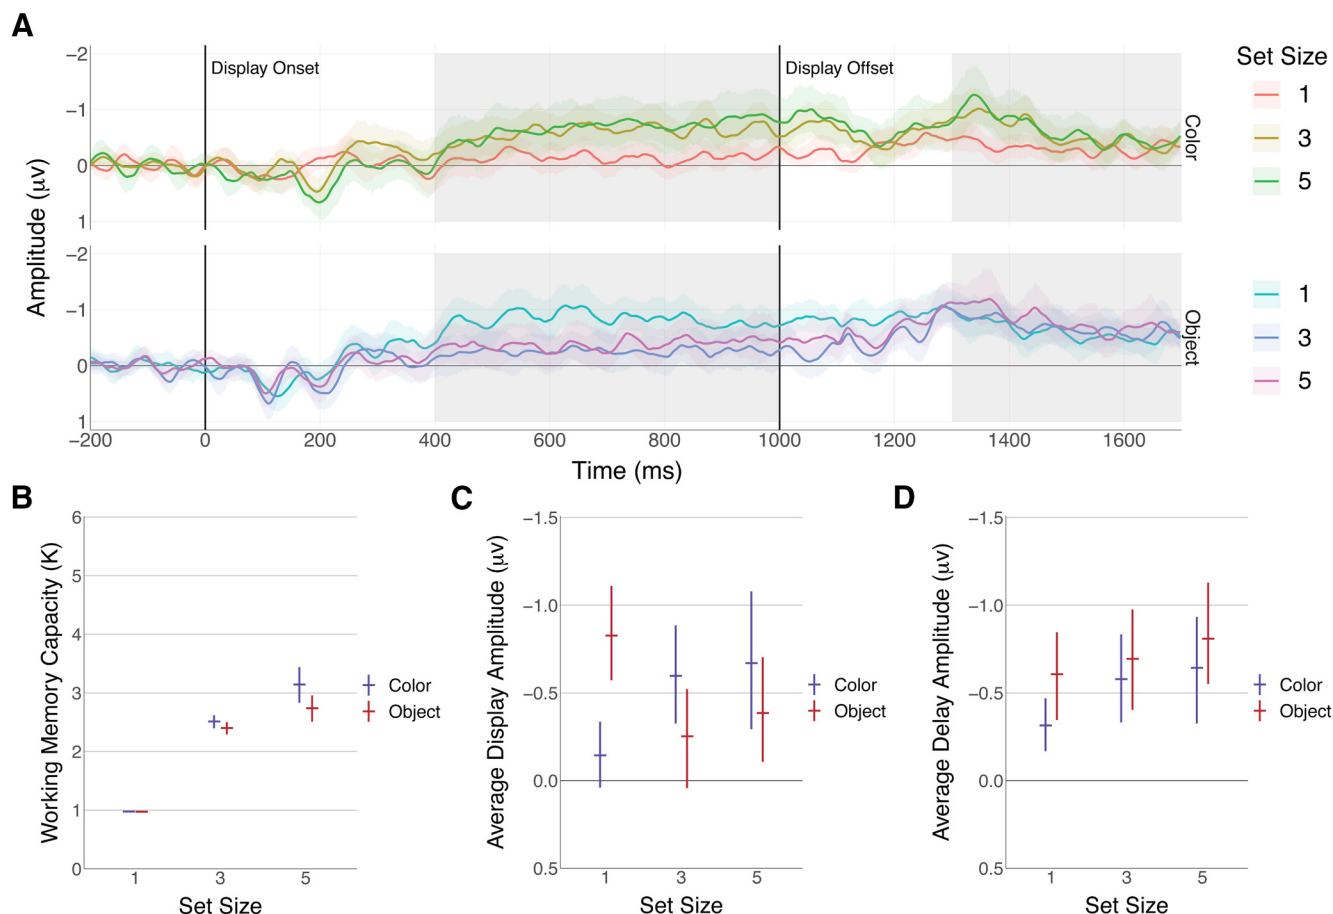 A
Display Onset
Display Offset
Set Size
−2
−1
0
1
Color
1
3
5
Amplitude (μv)
−2
−1
0
1
Object
1
3
5
−200
0
200
400
600
800
1000
1200
1400
1600
Time (ms)
B
Working Memory Capacity (K)
6
5
4
3
2
1
0
1
3
5
Set Size
Color
Object
C
Average Display Amplitude (μv)
−1.5
−1.0
−0.5
0.0
0.5
1
3
5
Set Size
Color
Object
D
Average Delay Amplitude (μv)
−1.5
−1.0
−0.5
0.0
0.5
1
3
5
Set Size
Color
Object